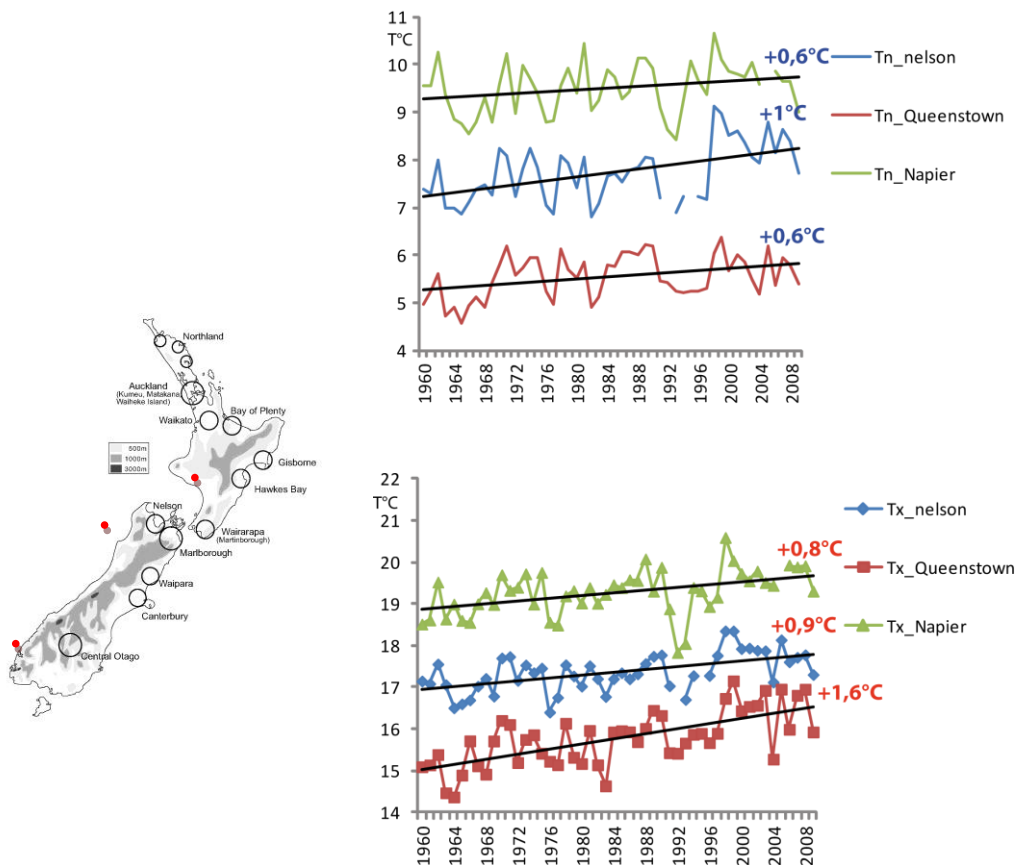 11
T°C
10
9
8
7
6
5
4
+0,6°C
+1°C
+0,6°C
Tn_nelson
Tn_Queenstown
Tn_Napier
1960
1964
1968
1972
1976
1980
1984
1988
1992
1996
2000
2004
2008
Northland
Auckland
(Kumeu, Matakana,
Waiheke Island)
Bay of Plenty
Waikato
500m
1000m
3000m
Gisborne
Hawkes Bay
Nelson
Wairarapa
(Martinborough)
Marlborough
Waipara
Canterbury
Central Otago
22
T°C
21
20
19
18
17
16
15
14
+0,8°C
+0,9°C
+1,6°C
Tx_nelson
Tx_Queenstown
Tx_Napier
1960
1964
1968
1972
1976
1980
1984
1988
1992
1996
2000
2004
2008